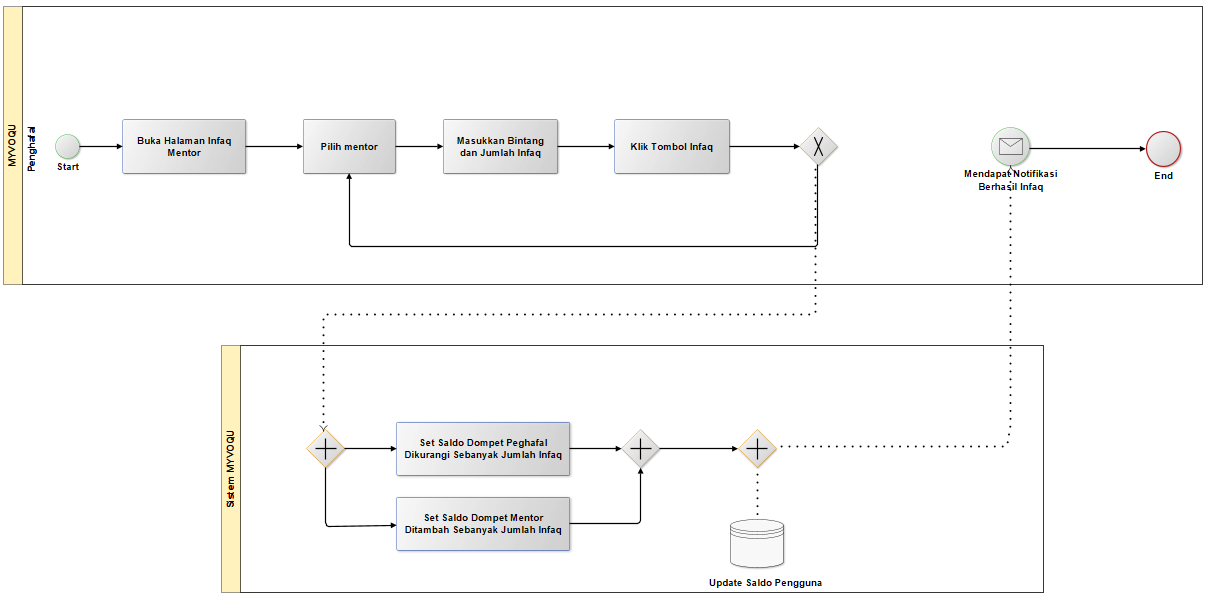 MYVOQU
Penghafal
Start
Buka Halaman Infaq
Mentor
Pilih mentor
Masukkan Bintang
dan Jumlah Infaq
Klik Tombol Infaq
X
Mendapat Notifikasi
Berhasil Infaq
End
Sistem MYVOQU
Set Saldo Dompet Peghafal
Dikurangi Sebanyak Jumlah Infaq
Set Saldo Dompet Mentor
Ditambah Sebanyak Jumlah Infaq
Update Saldo Pengguna